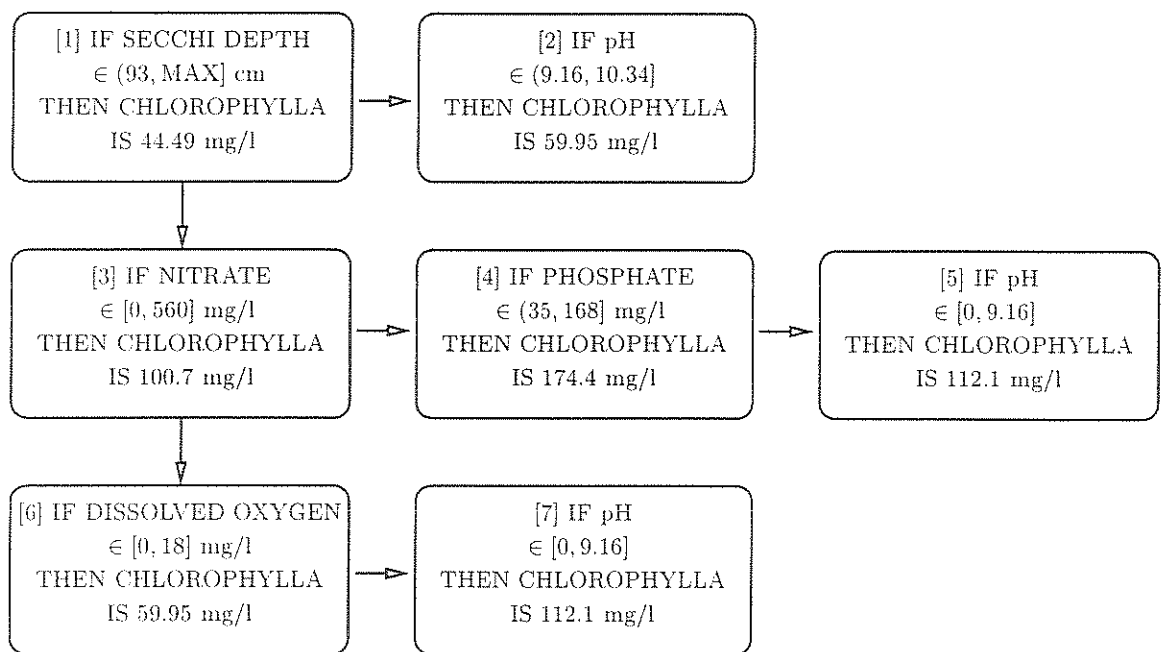 [1] IF SECCHI DEPTH
∈ (93, MAX] cm
THEN CHLOROPHYLLA
IS 44.49 mg/l
[2] IF pH
∈ (9.16, 10.34]
THEN CHLOROPHYLLA
IS 59.95 mg/l
[3] IF NITRATE
∈ [0, 560] mg/l
THEN CHLOROPHYLLA
IS 100.7 mg/l
[4] IF PHOSPHATE
∈ (35, 168] mg/l
THEN CHLOROPHYLLA
IS 174.4 mg/l
[5] IF pH
∈ [0, 9.16]
THEN CHLOROPHYLLA
IS 112.1 mg/l
[6] IF DISSOLVED OXYGEN
∈ [0, 18] mg/l
THEN CHLOROPHYLLA
IS 59.95 mg/l
[7] IF pH
∈ [0, 9.16]
THEN CHLOROPHYLLA
IS 112.1 mg/l